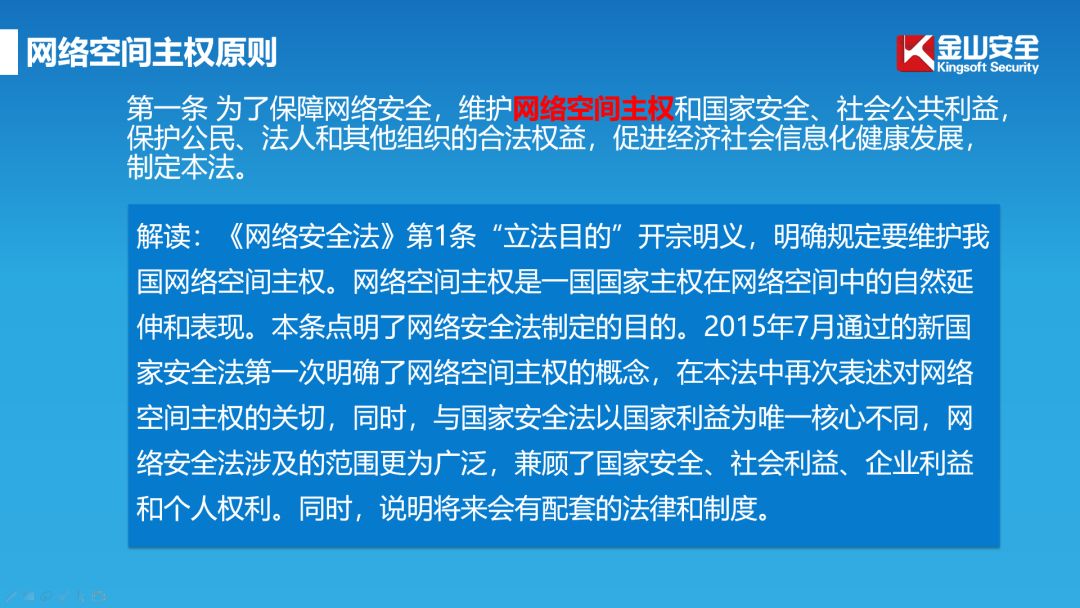 网络空间主权原则
金山安全
Kingsoft Security
第一条 为了保障网络安全，维护网络空间主权和国家安全、社会公共利益，
保护公民、法人和其他组织的合法权益，促进经济社会信息化健康发展，
制定本法。
解读：《网络安全法》第1条“立法目的”开宗明义，明确规定要维护我
国网络空间主权。网络空间主权是一国国家主权在网络空间中的自然延
伸和表现。本条点明了网络安全法制定的目的。2015年7月通过的新国
家安全法第一次明确了网络空间主权的概念，在本法中再次表述对网络
空间主权的关切，同时，与国家安全法以国家利益为唯一核心不同，网
络安全法涉及的范围更为广泛，兼顾了国家安全、社会利益、企业利益
和个人权利。同时，说明将来会有配套的法律和制度。